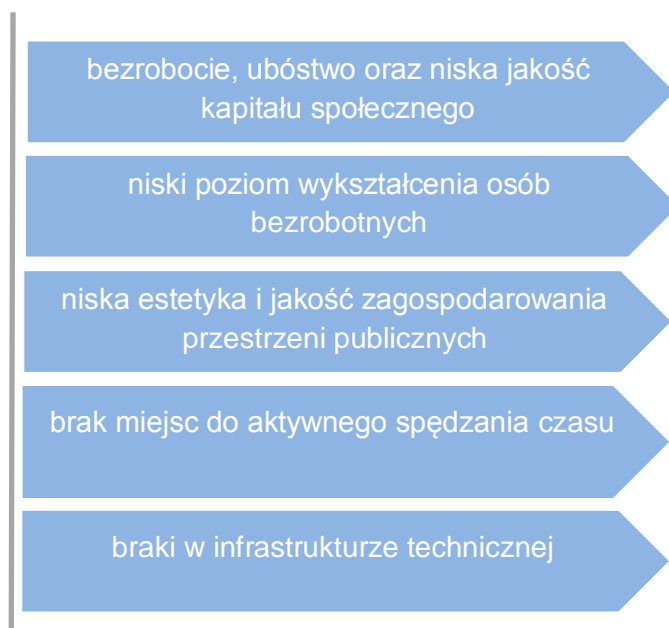 bezrobocie, ubóstwo oraz niska jakość
kapitału społecznego
niski poziom wykształcenia osób
bezrobotnych
niska estetyka i jakość zagospodarowania
przestrzeni publicznych
brak miejsc do aktywnego spędzania czasu
braki w infrastrukturze technicznej